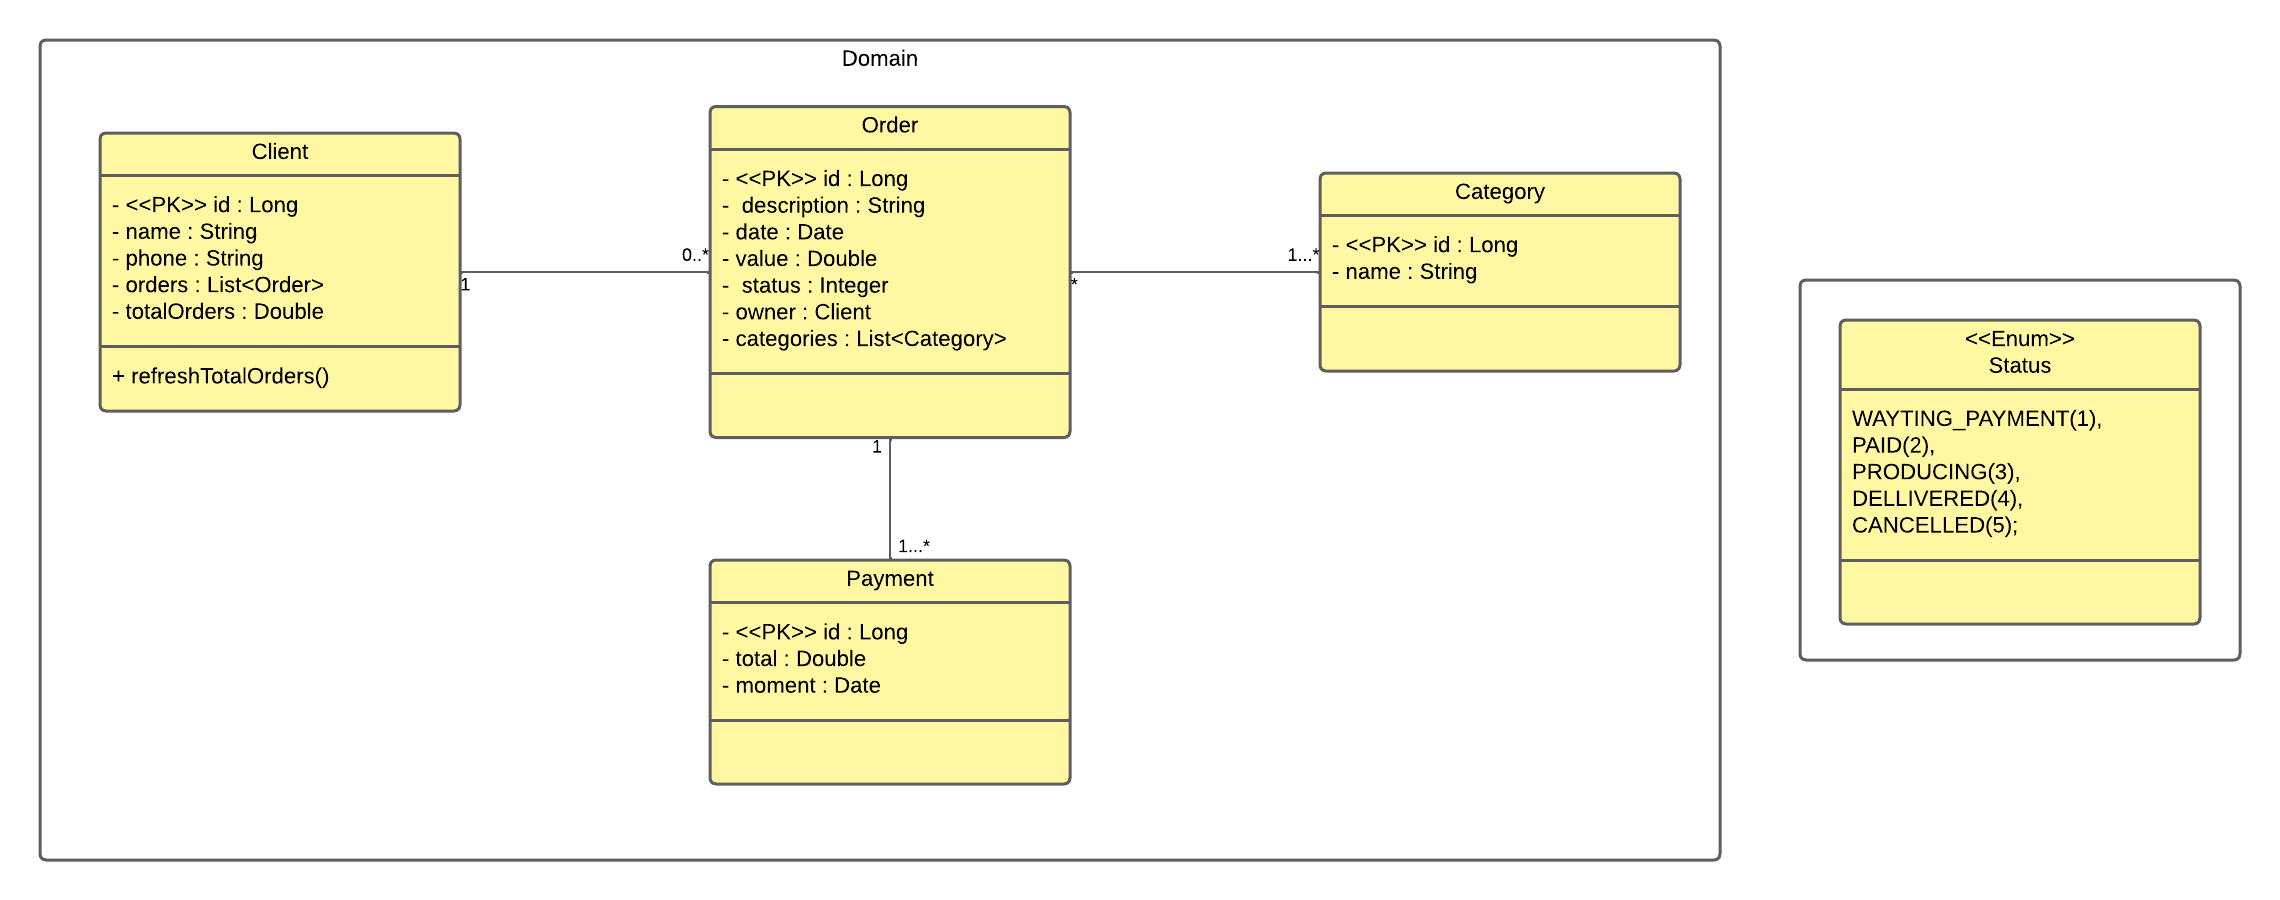 Domain
Client
- <<PK>> id : Long
- name : String
- phone : String
- orders : List<Order>
- totalOrders : Double
+ refreshTotalOrders()
1
0..*
Order
- <<PK>> id : Long
-  description : String
- date : Date
- value : Double
-  status : Integer
- owner : Client
- categories : List<Category>
*
1...*
Category
- <<PK>> id : Long
- name : String
1
1...*
Payment
- <<PK>> id : Long
- total : Double
- moment : Date
<<Enum>>
Status
WAYTING_PAYMENT(1),
PAID(2),
PRODUCING(3),
DELLIVERED(4),
CANCELLED(5);